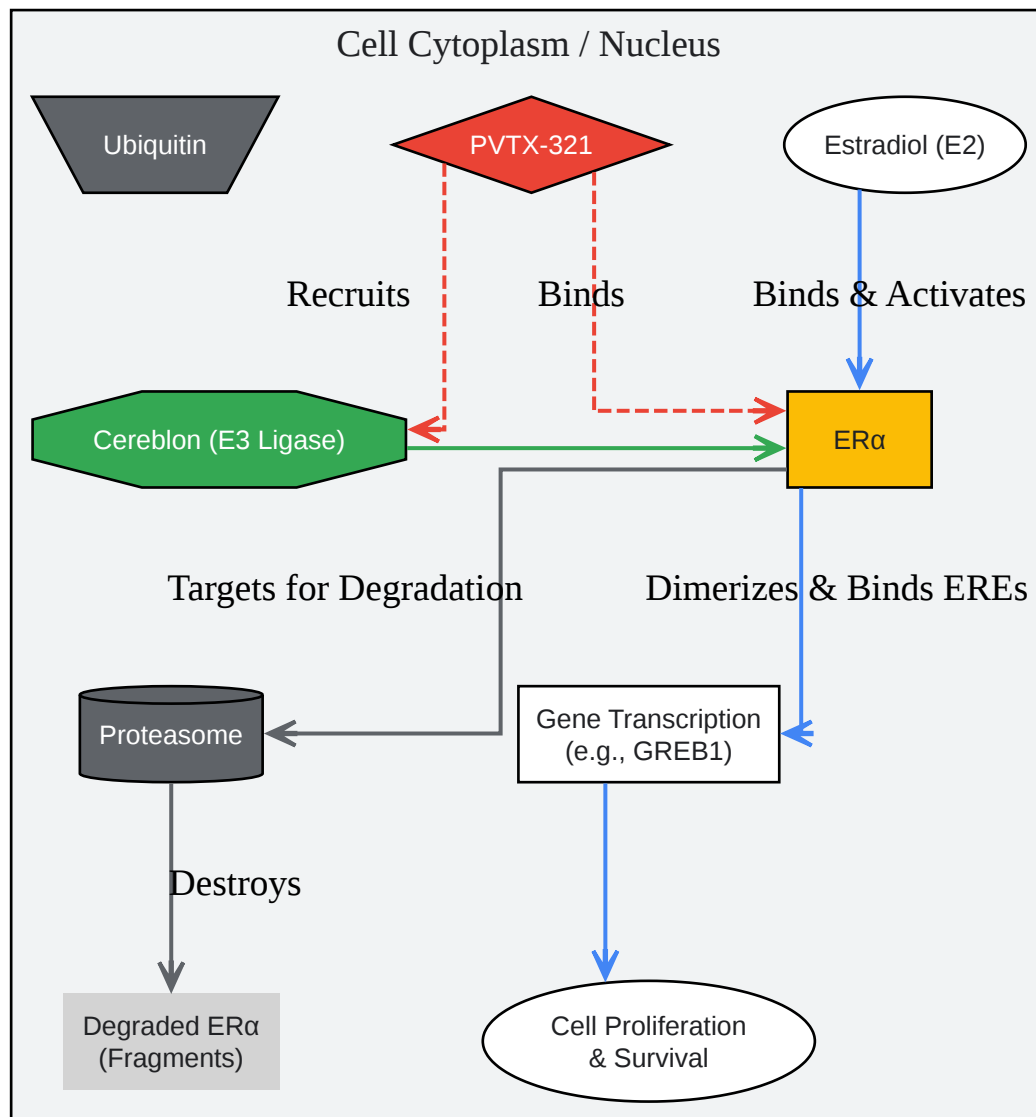 Cell Cytoplasm / Nucleus
Ubiquitin
PVTX-321
Estradiol (E2)
Recruits
Binds
Binds & Activates
Cereblon (E3 Ligase)
ERα
Targets for Degradation
Dimerizes & Binds EREs
Proteasome
Gene Transcription
(e.g., GREB1)
Destroys
Degraded ERα
(Fragments)
Cell Proliferation
& Survival